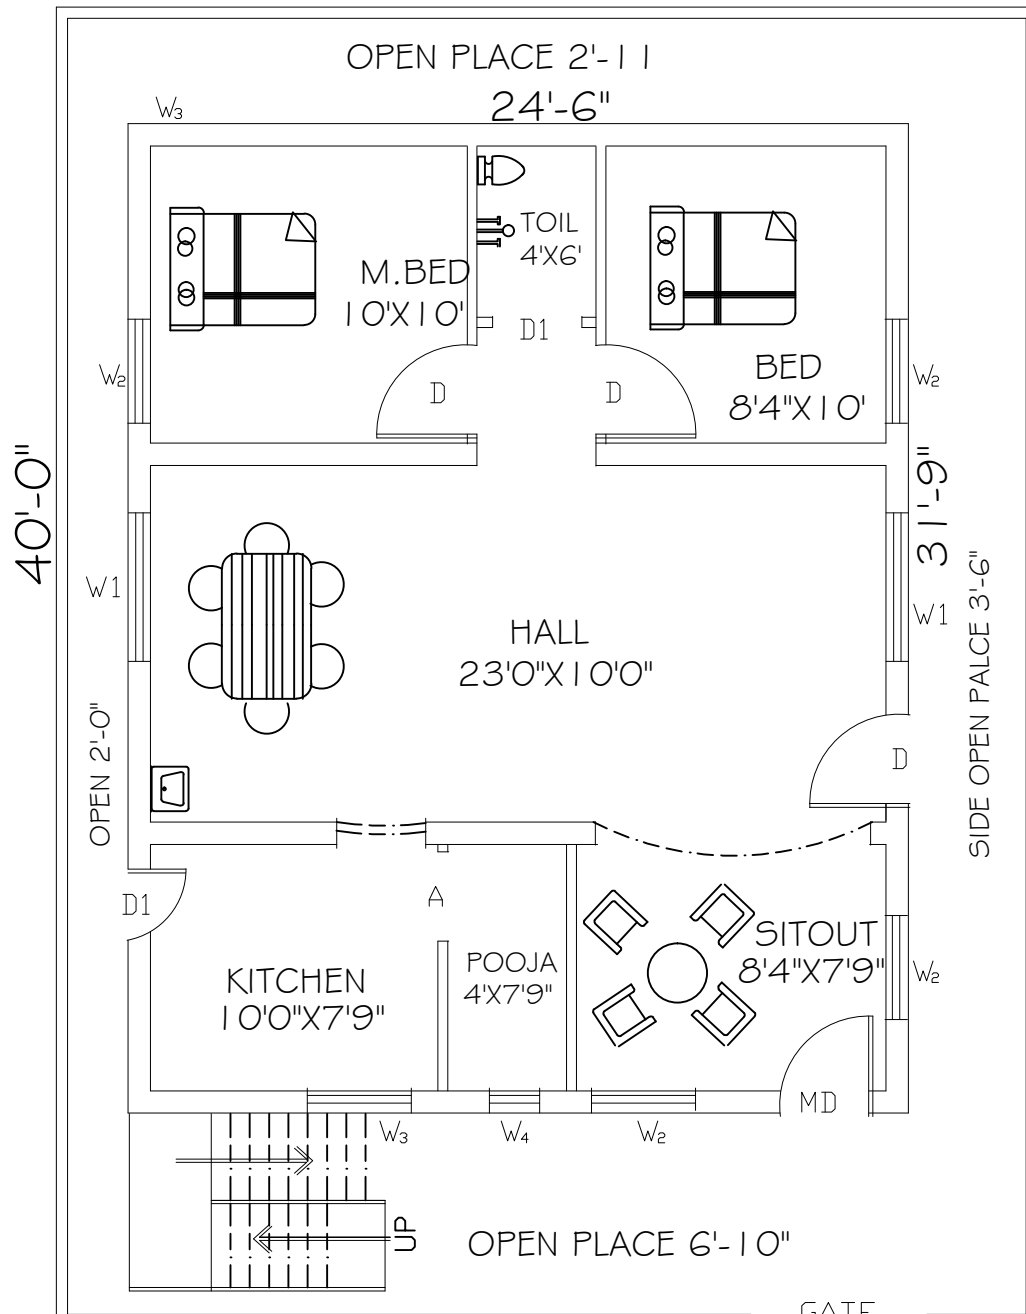 OPEN PLACE 2'-11
24'-6"
W3
TOIL
4'X6'
M.BED
10'X10'
D1
BED
8'4"X10'
W2
D
D
W2
40'-0"
31'-9"
W1
W1
HALL
23'0"X10'0"
SIDE OPEN PALCE 3'-6"
OPEN 2'-0"
D
D1
A
SITOUT
8'4"X7'9"
POOJA
4'X7'9"
KITCHEN
10'0"X7'9"
W2
MD
W3
W4
W2
UP
OPEN PLACE 6'-10"
GATE